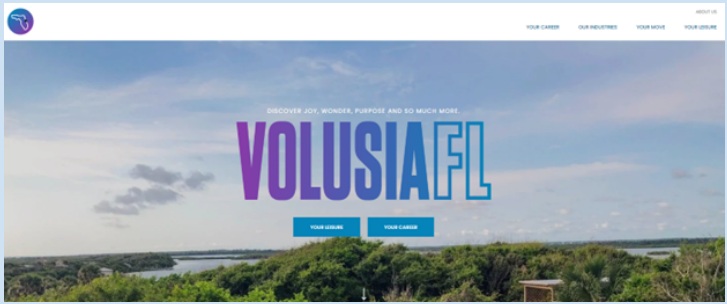 ABOUT US
YOUR CAREER OUR INDUSTRIES YOUR MOVE YOUR LEISURE
DISCOVER JOY, WONDER, PURPOSE AND SO MUCH MORE.
VOLUSIAFL
YOUR LEISURE YOUR CAREER